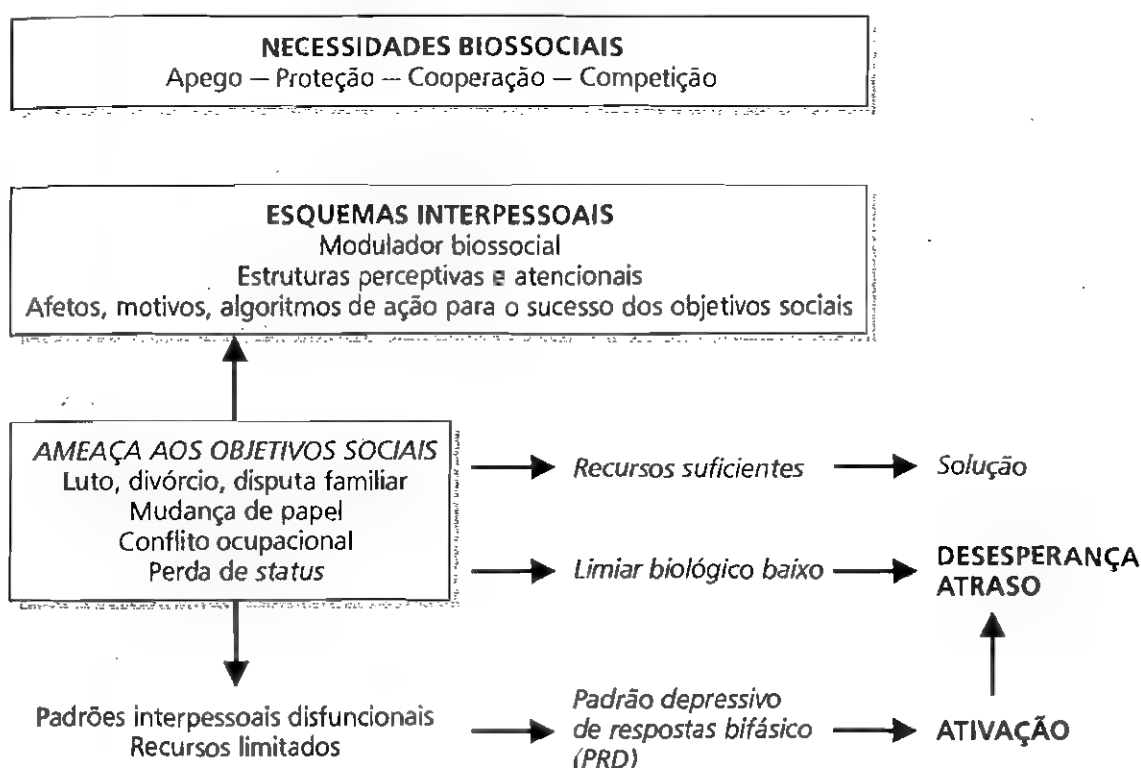 NECESSIDADES BIOSSOCIAIS
Apego — Proteção — Cooperação — Competição
ESQUEMAS INTERPESSOAIS
Modulador biossocial
Estruturas perceptivas e atencionais
Afetos, motivos, algoritmos de ação para o sucesso dos objetivos sociais
AMEAÇA AOS OBJETIVOS SOCIAIS
Luto, divórcio, disputa familiar
Mudança de papel
Conflito ocupacional
Perda de status
Recursos suficientes
Solução
Limiar biológico baixo
DESESPERANÇA
ATRASO
Padrões interpessoais disfuncionais
Recursos limitados
Padrão depressivo
de respostas bifásico
(PRD)
ATIVAÇÃO